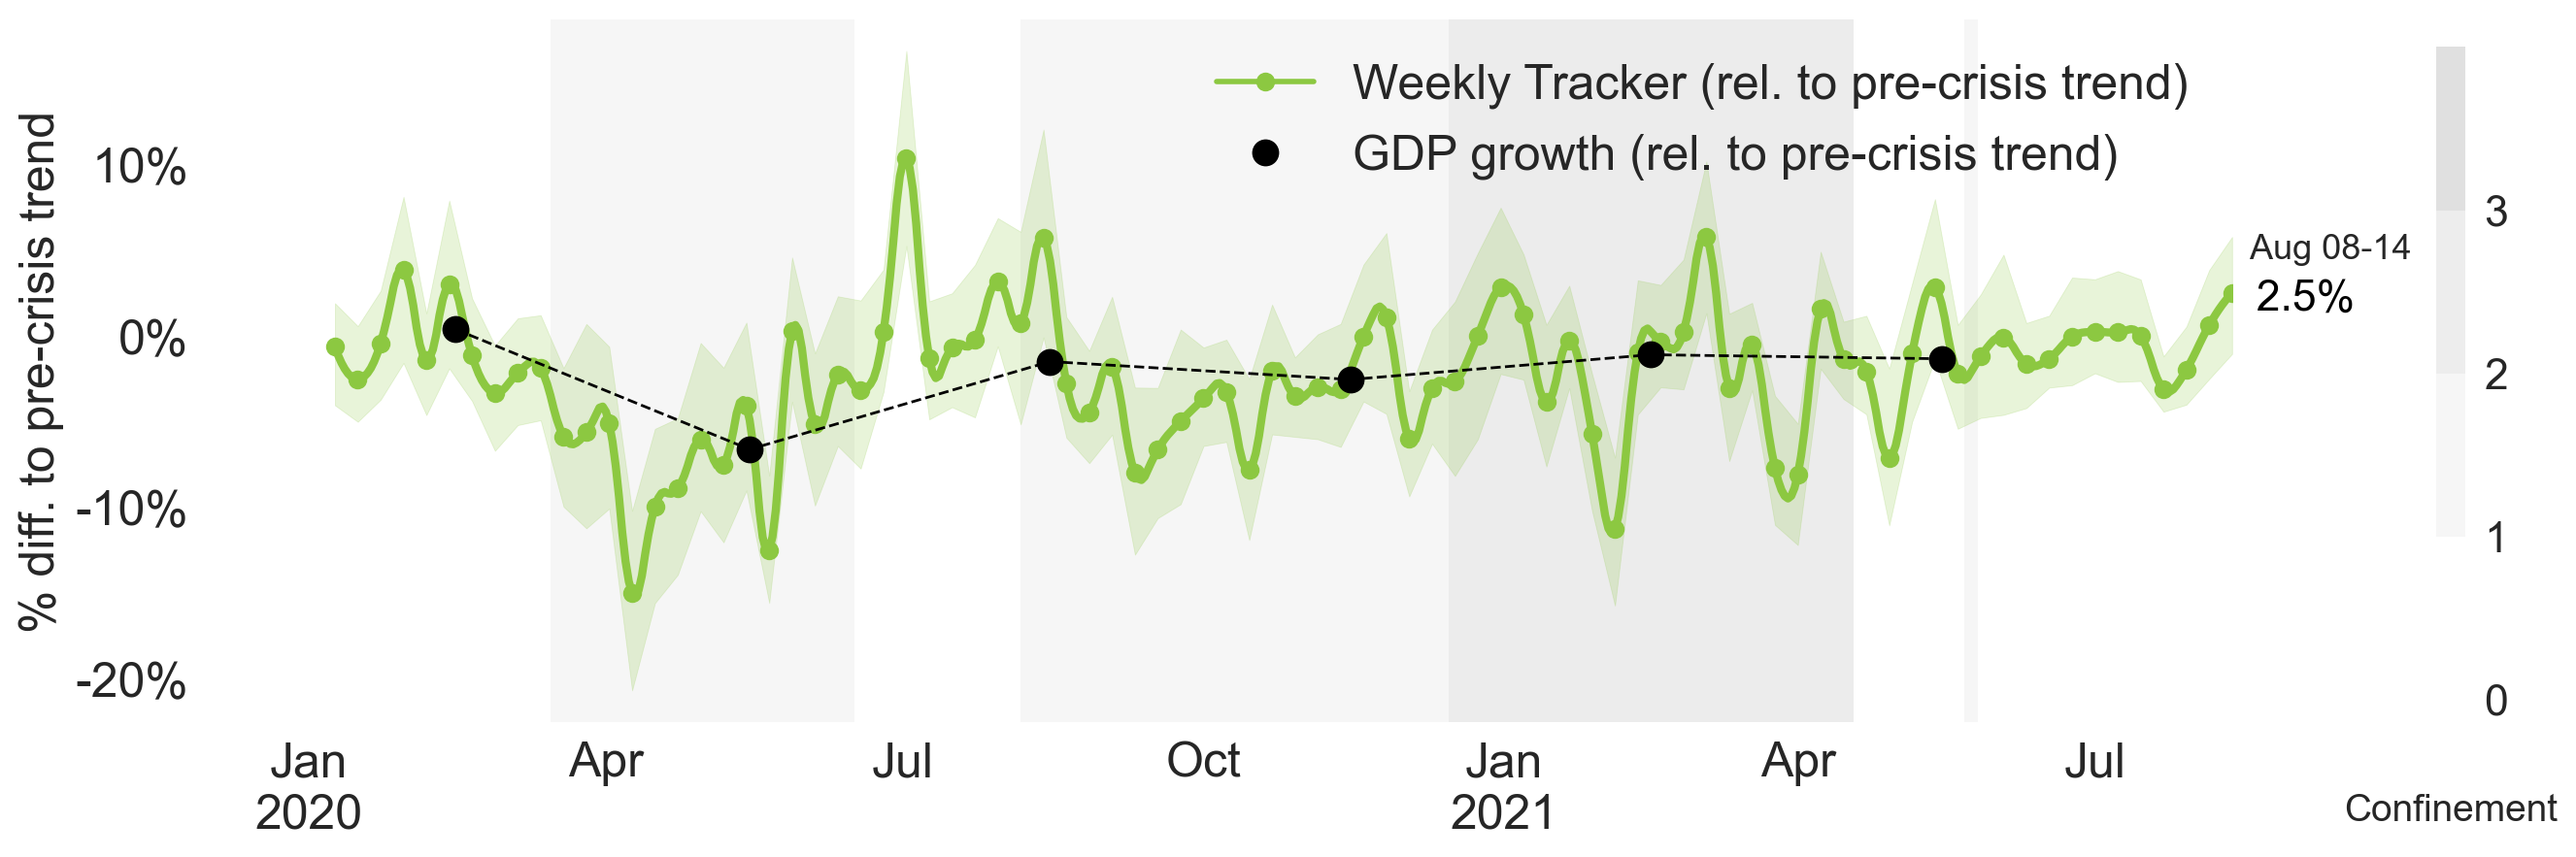 Weekly Tracker (rel. to pre-crisis trend)
GDP growth (rel. to pre-crisis trend)
% diff. to pre-crisis trend
10%
0%
-10%
-20%
Aug 08-14
2.5%
3
2
1
0
Jan
2020
Apr
Jul
Oct
Jan
2021
Apr
Jul
Confinement